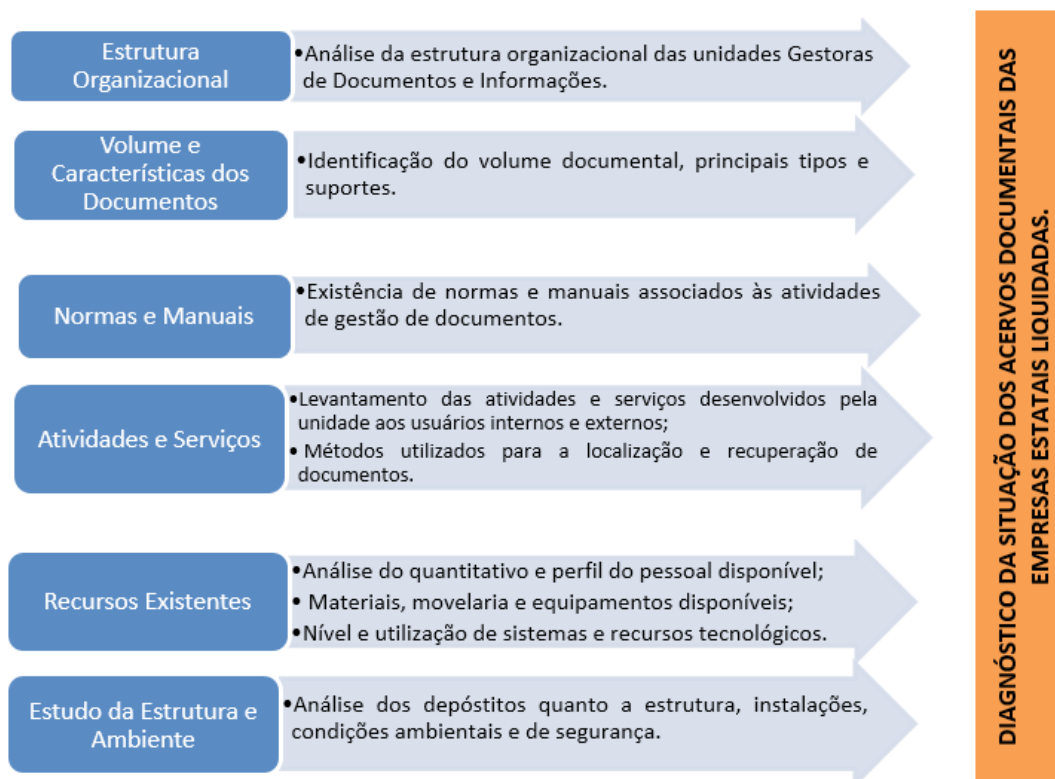 Estrutura
Organizacional
•Análise da estrutura organizacional das unidades Gestoras
de Documentos e Informações.
Volume e
Características dos
Documentos
•Identificação do volume documental, principais tipos e
suportes.
Normas e Manuais
•Existência de normas e manuais associados às atividades
de gestão de documentos.
Atividades e Serviços
•Levantamento das atividades e serviços desenvolvidos pela
unidade aos usuários internos e externos;
• Métodos utilizados para a localização e recuperação de
documentos.
Recursos Existentes
•Análise do quantitativo e perfil do pessoal disponível;
• Materiais, movelaria e equipamentos disponíveis;
•Nível e utilização de sistemas e recursos tecnológicos.
Estudo da Estrutura e
Ambiente
•Análise dos depóstitos quanto a estrutura, instalações,
condições ambientais e de segurança.
DIAGNÓSTICO DA SITUAÇÃO DOS ACERVOS DOCUMENTAIS DAS
EMPRESAS ESTATAIS LIQUIDADAS.